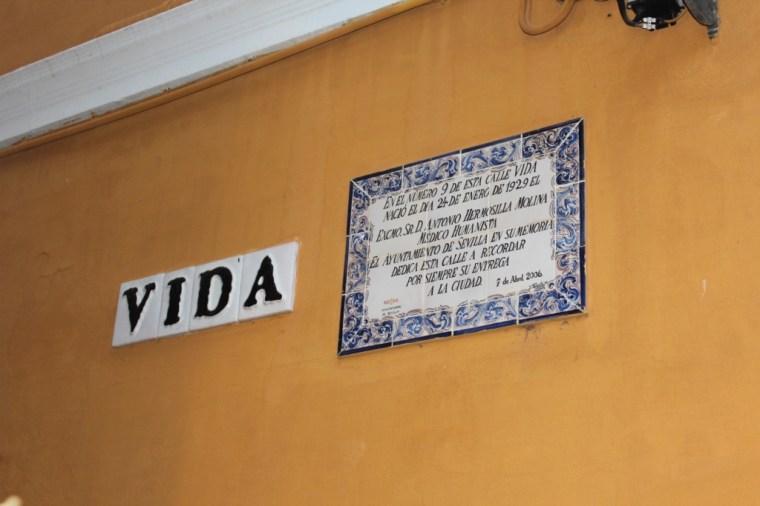 VIDA
EN EL NÚMERO 9 DE ESTA CALLE VIDA
NACIÓ EL DÍA 24 DE ENERO DE 1929 EL
EXCMO. SR. D. ANTONIO HERMOSILLA MOLINA
MÉDICO HUMANISTA
EL AYUNTAMIENTO DE SEVILLA EN SU MEMORIA
DEDICA ESTA CALLE A RECORDAR
POR SIEMPRE SU ENTREGA
A LA CIUDAD. 7 de Abril, 2006